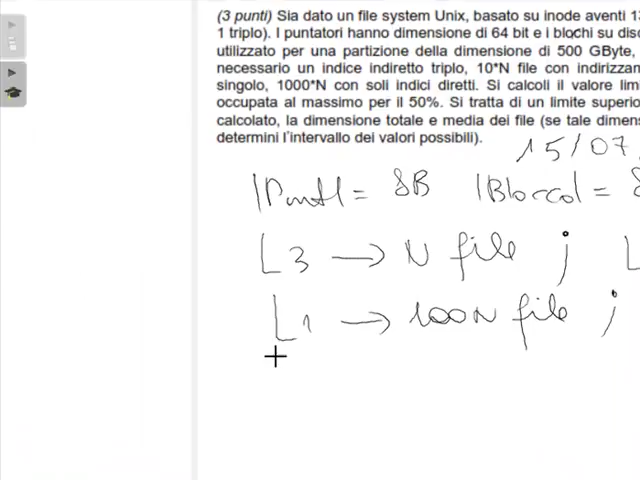 (3 punti) Sia dato un file system Unix, basato su inode aventi 1
1 triplo). I puntatori hanno dimensione di 64 bit e i blochi su disc
utilizzato per una partizione della dimensione di 500 GByte,
necessario un indice indiretto triplo, 10*N file con indirizzan
singolo, 1000*N con soli indici diretti. Si calcoli il valore limi
occupata al massimo per il 50%. Si tratta di un limite superio
calcolato, la dimensione totale e media dei file (se tale dimens
determini l'intervallo dei valori possibili).
15/07
|Punt| = 8B |Blocco| = 8
L3 → N file ; L
L1 → 100N file ;